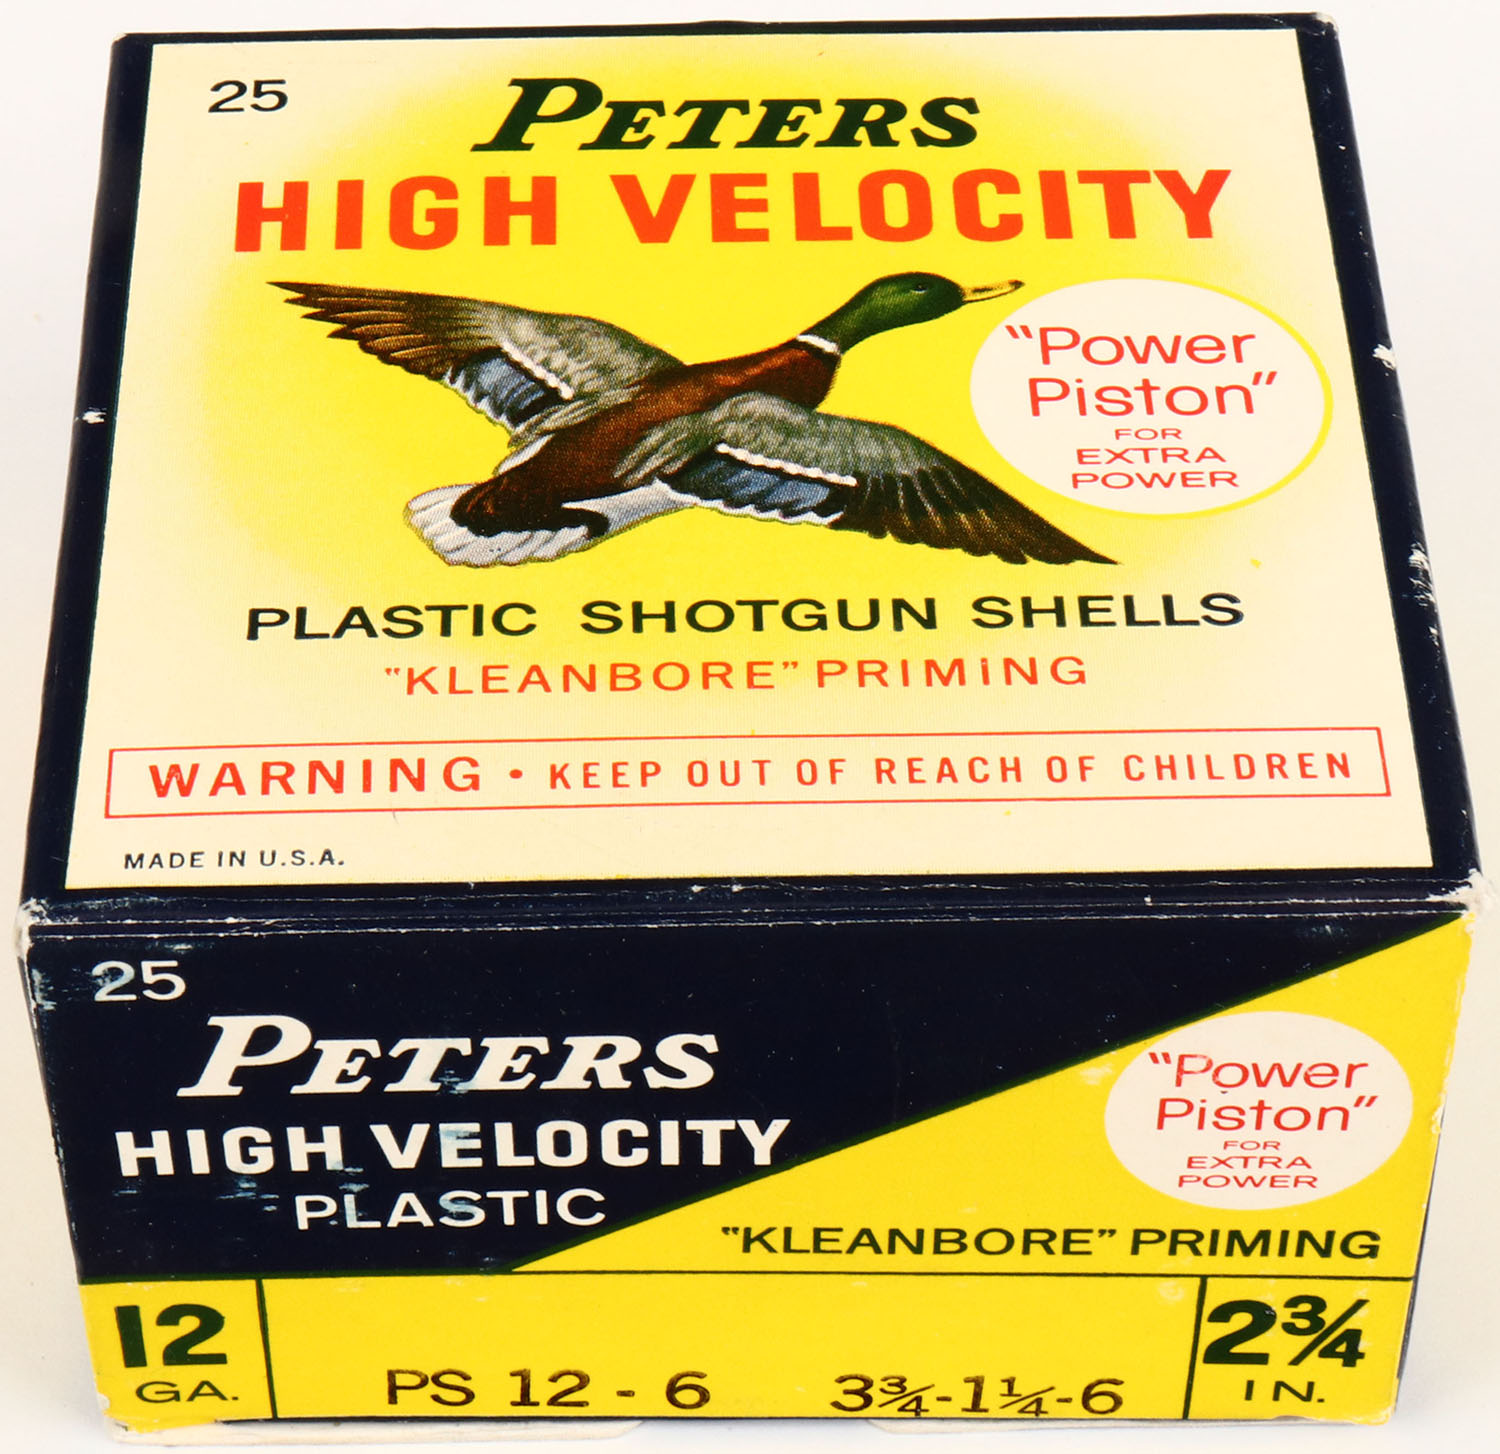 25
PETERS
HIGH VELOCITY
"Power
Piston"
FOR
EXTRA
POWER
PLASTIC SHOTGUN SHELLS
"KLEANBORE" PRIMING
WARNING • KEEP OUT OF REACH OF CHILDREN
MADE IN U.S.A.
25
PETERS
HIGH VELOCITY
PLASTIC
"Power
Piston"
FOR
EXTRA
POWER
"KLEANBORE" PRIMING
12
GA.
PS 12 - 6 3¾-1¼-6
2¾
IN.